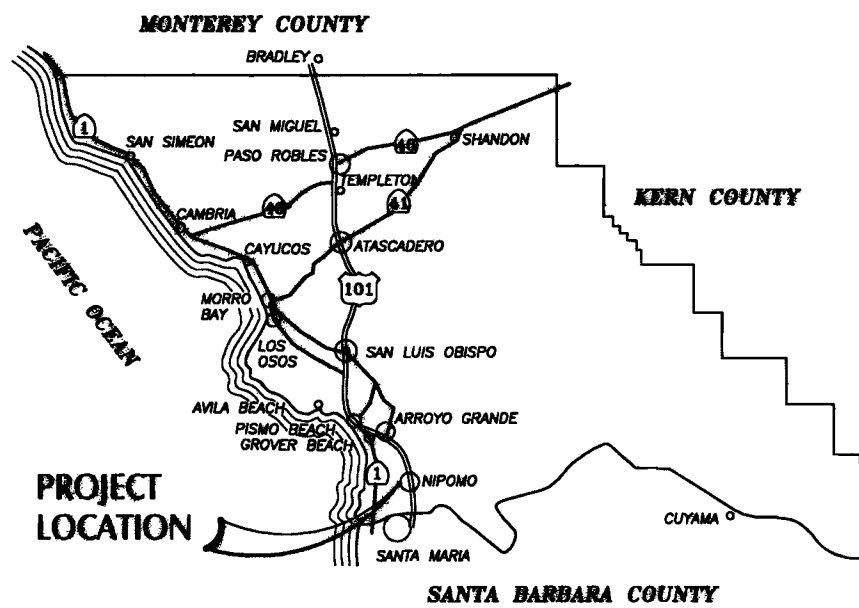 MONTEREY COUNTY
BRADLEY
1
SAN SIMEON
SAN MIGUEL
46
SHANDON
PASO ROBLES
TEMPLETON
KERN COUNTY
CAMBRIA
46
41
PACIFIC OCEAN
CAYUCOS
ATASCADERO
MORRO
BAY
101
LOS
OSOS
SAN LUIS OBISPO
AVILA BEACH
ARROYO GRANDE
PISMO BEACH
GROVER BEACH
1
NIPOMO
PROJECT
LOCATION
CUYAMA
SANTA MARIA
SANTA BARBARA COUNTY